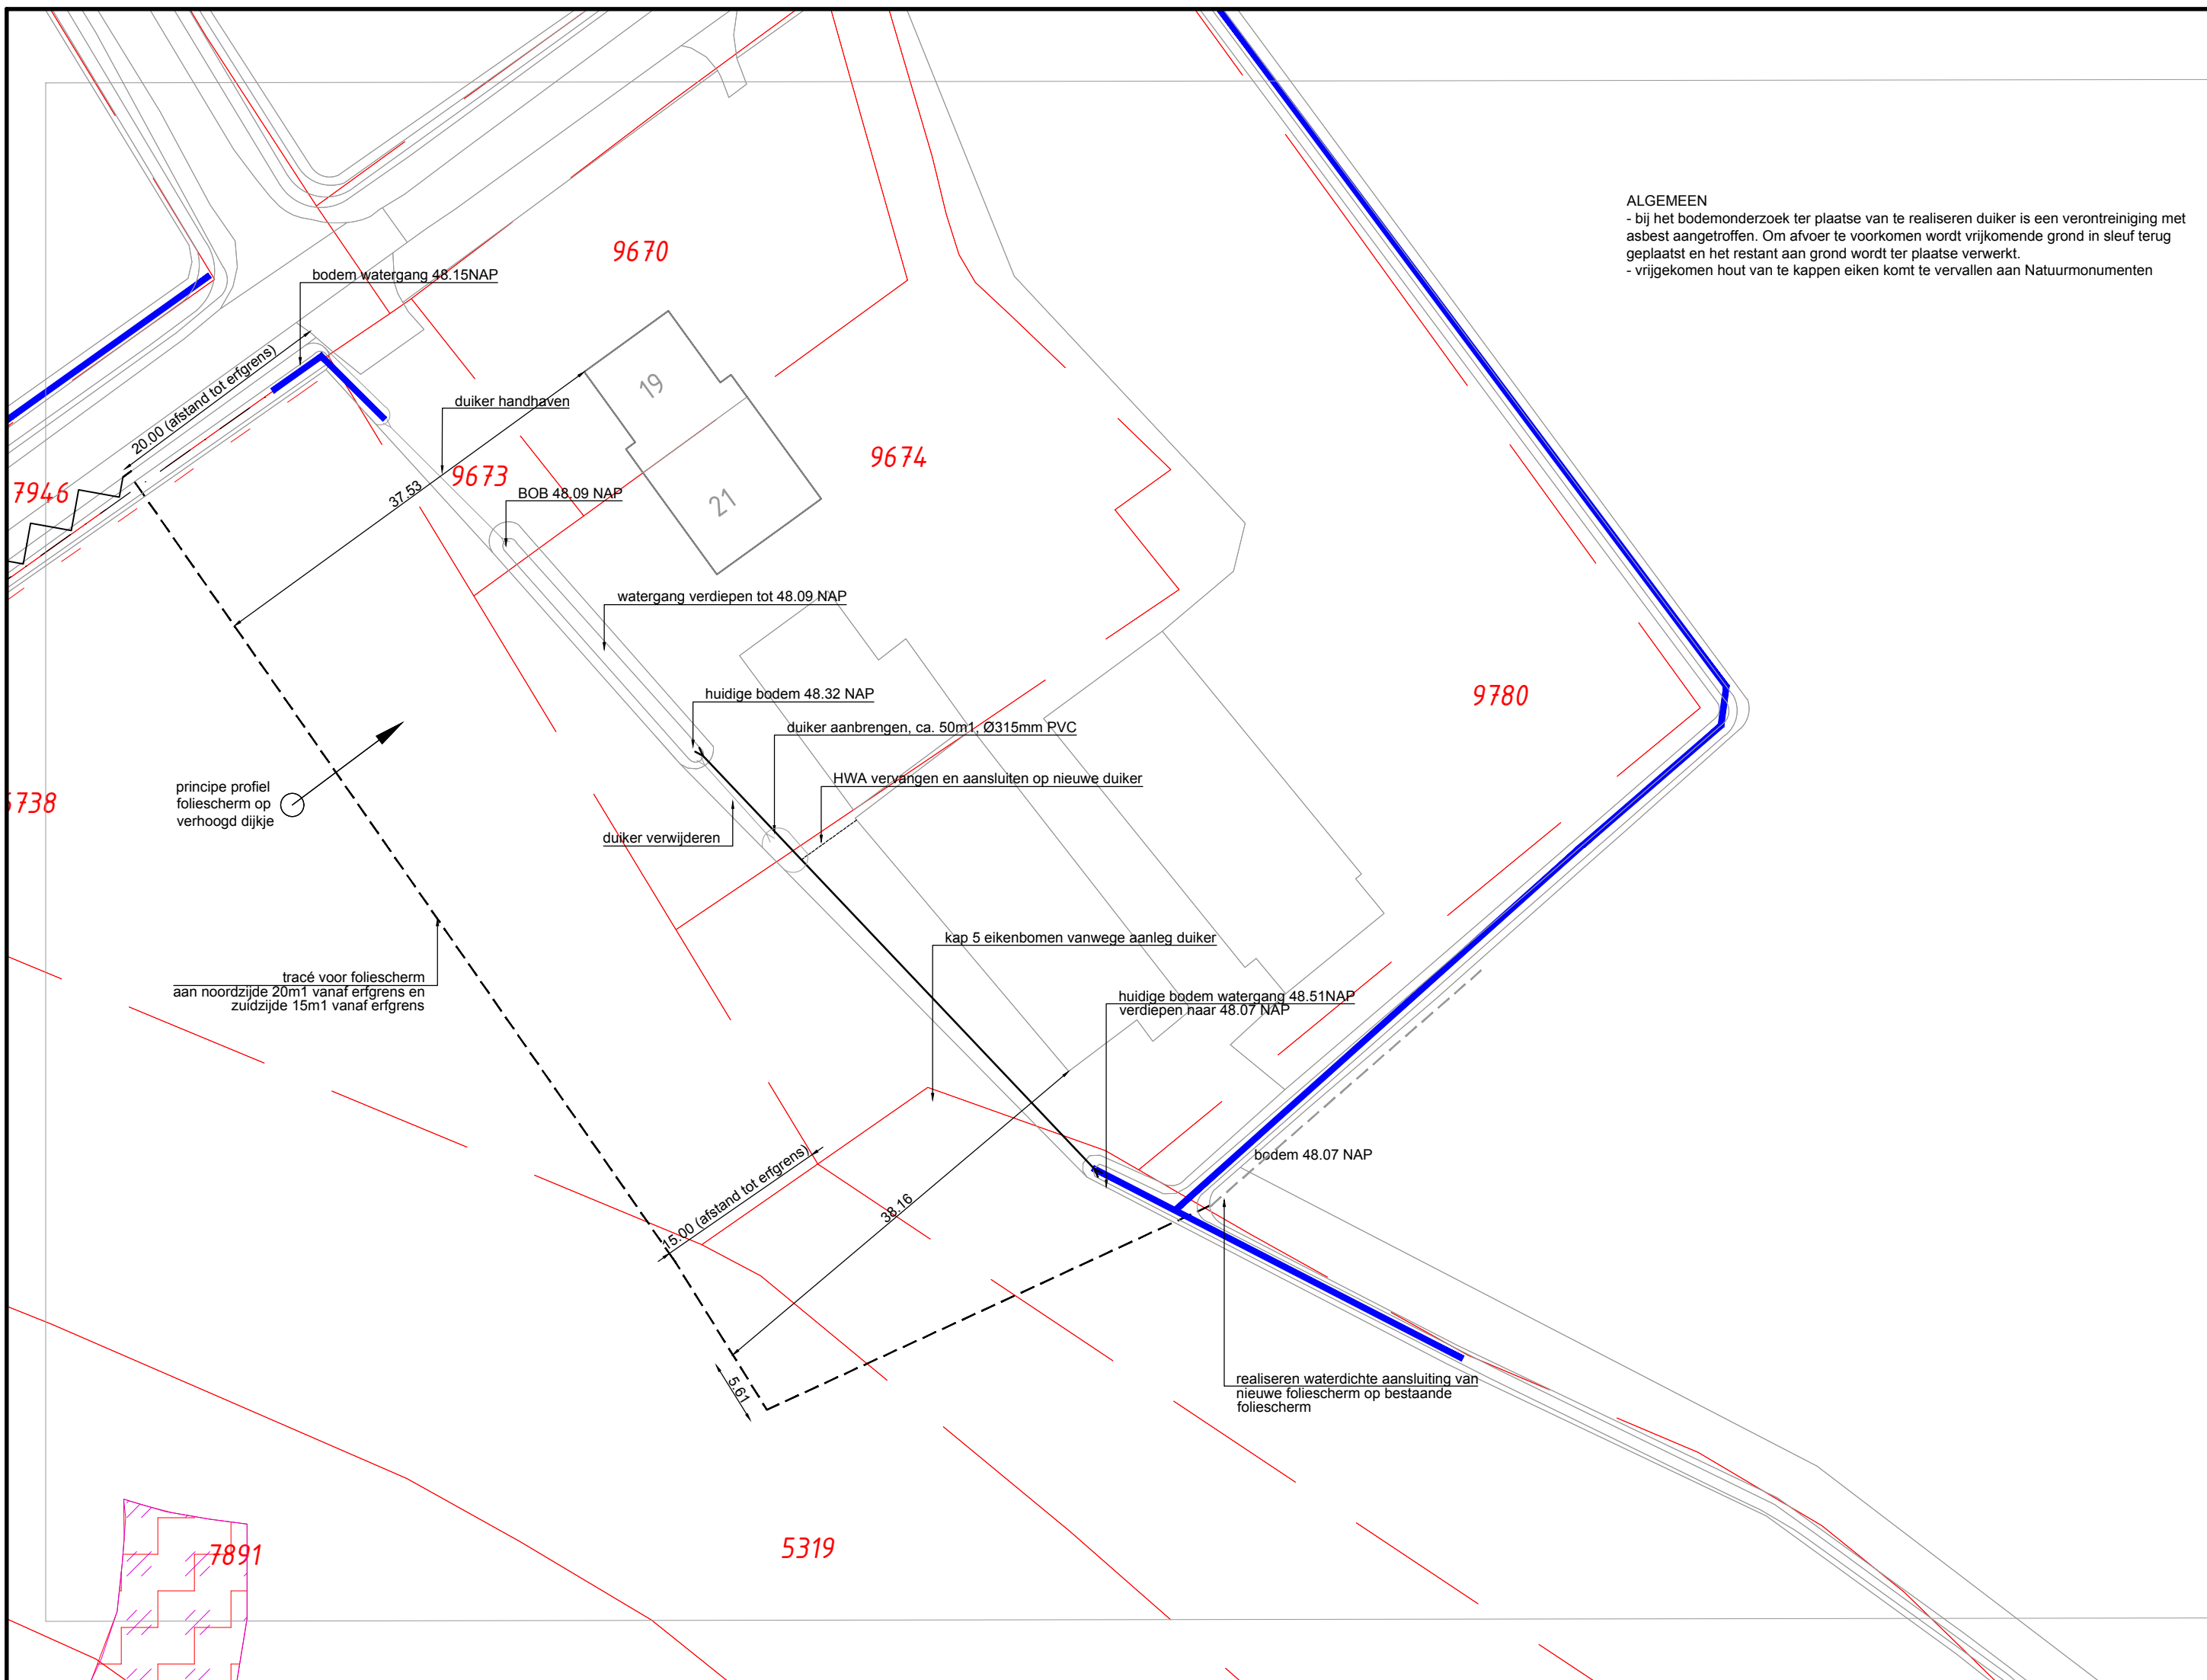 ALGEMEEN
- bij het bodemonderzoek ter plaatse van te realiseren duiker is een verontreiniging met
asbest aangetroffen. Om afvoer te voorkomen wordt vrijkomende grond in sleuf terug
geplaatst en het restant aan grond wordt ter plaatse verwerkt.
- vrijgekomen hout van te kappen eiken komt te vervallen aan Natuurmonumenten
9670
bodem watergang 48.15NAP
20.00 (afstand tot erfgrens)
19
duiker handhaven
9674
9673
7946
37.53
BOB 48.09 NAP
21
watergang verdiepen tot 48.09 NAP
huidige bodem 48.32 NAP
9780
duiker aanbrengen, ca. 50m1, Ø315mm PVC
HWA vervangen en aansluiten op nieuwe duiker
principe profiel
foliescherm op
verhoogd dijkje
5738
duiker verwijderen
kap 5 eikenbomen vanwege aanleg duiker
tracé voor foliescherm
aan noordzijde 20m1 vanaf erfgrens en
zuidzijde 15m1 vanaf erfgrens
huidige bodem watergang 48.51NAP
verdiepen naar 48.07 NAP
bodem 48.07 NAP
15.00 (afstand tot erfgrens)
38.16
5.61
realiseren waterdichte aansluiting van
nieuwe foliescherm op bestaande
foliescherm
7891
5319